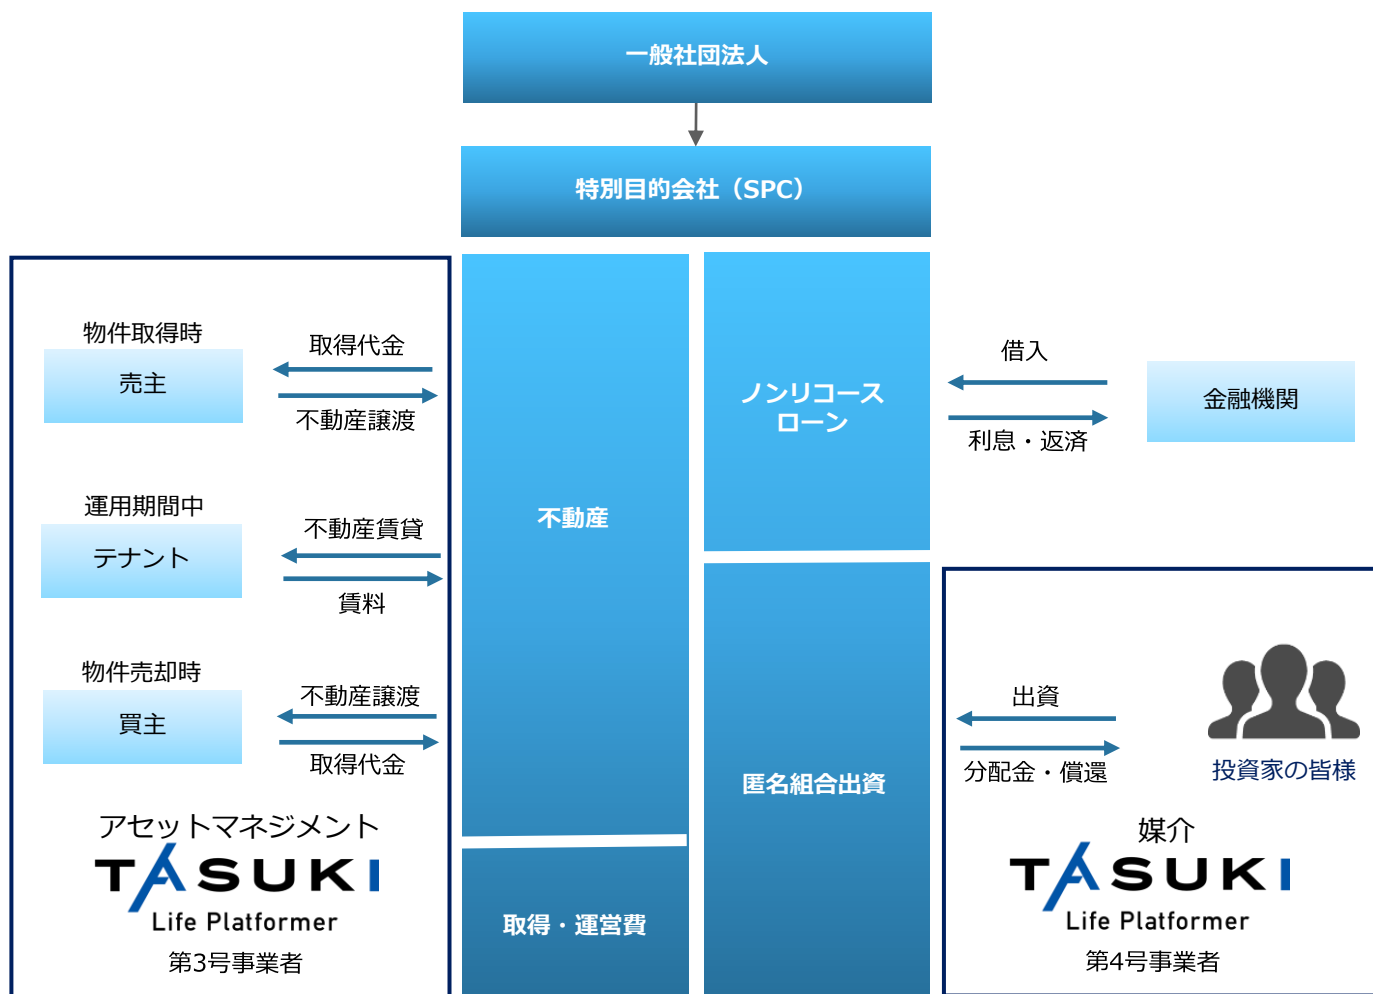 一般社団法人
特別目的会社（SPC）
物件取得時
売主
取得代金
不動産譲渡
運用期間中
テナント
不動産賃貸
賃料
物件売却時
買主
不動産譲渡
取得代金
アセットマネジメント
TASUKI
Life Platformer
第3号事業者
不動産
取得・運営費
ノンリコース
ローン
匿名組合出資
借入
利息・返済
金融機関
出資
分配金・償還
投資家の皆様
媒介
TASUKI
Life Platformer
第4号事業者